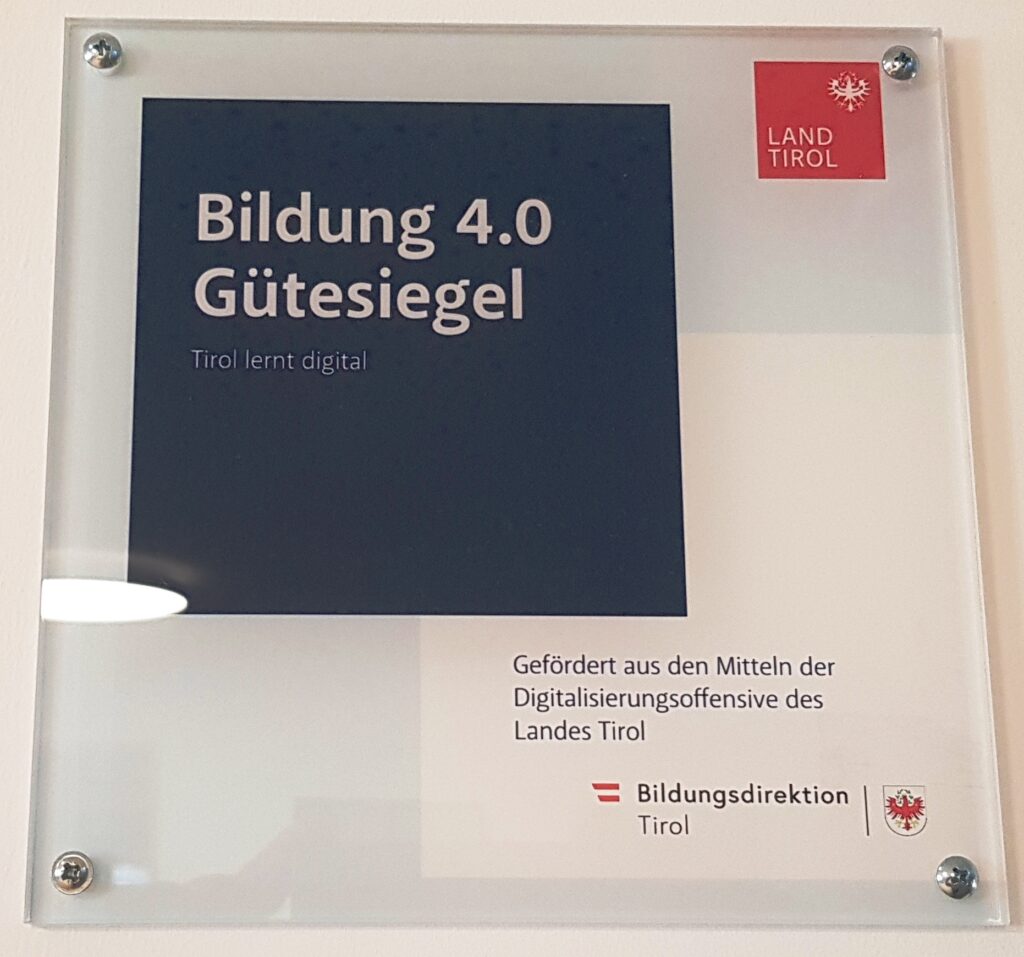 LAND
TIROL
Bildung 4.0
Gütesiegel
Tirol lernt digital
Gefördert aus den Mitteln der
Digitalisierungsoffensive des
Landes Tirol
Bildungsdirektion
Tirol